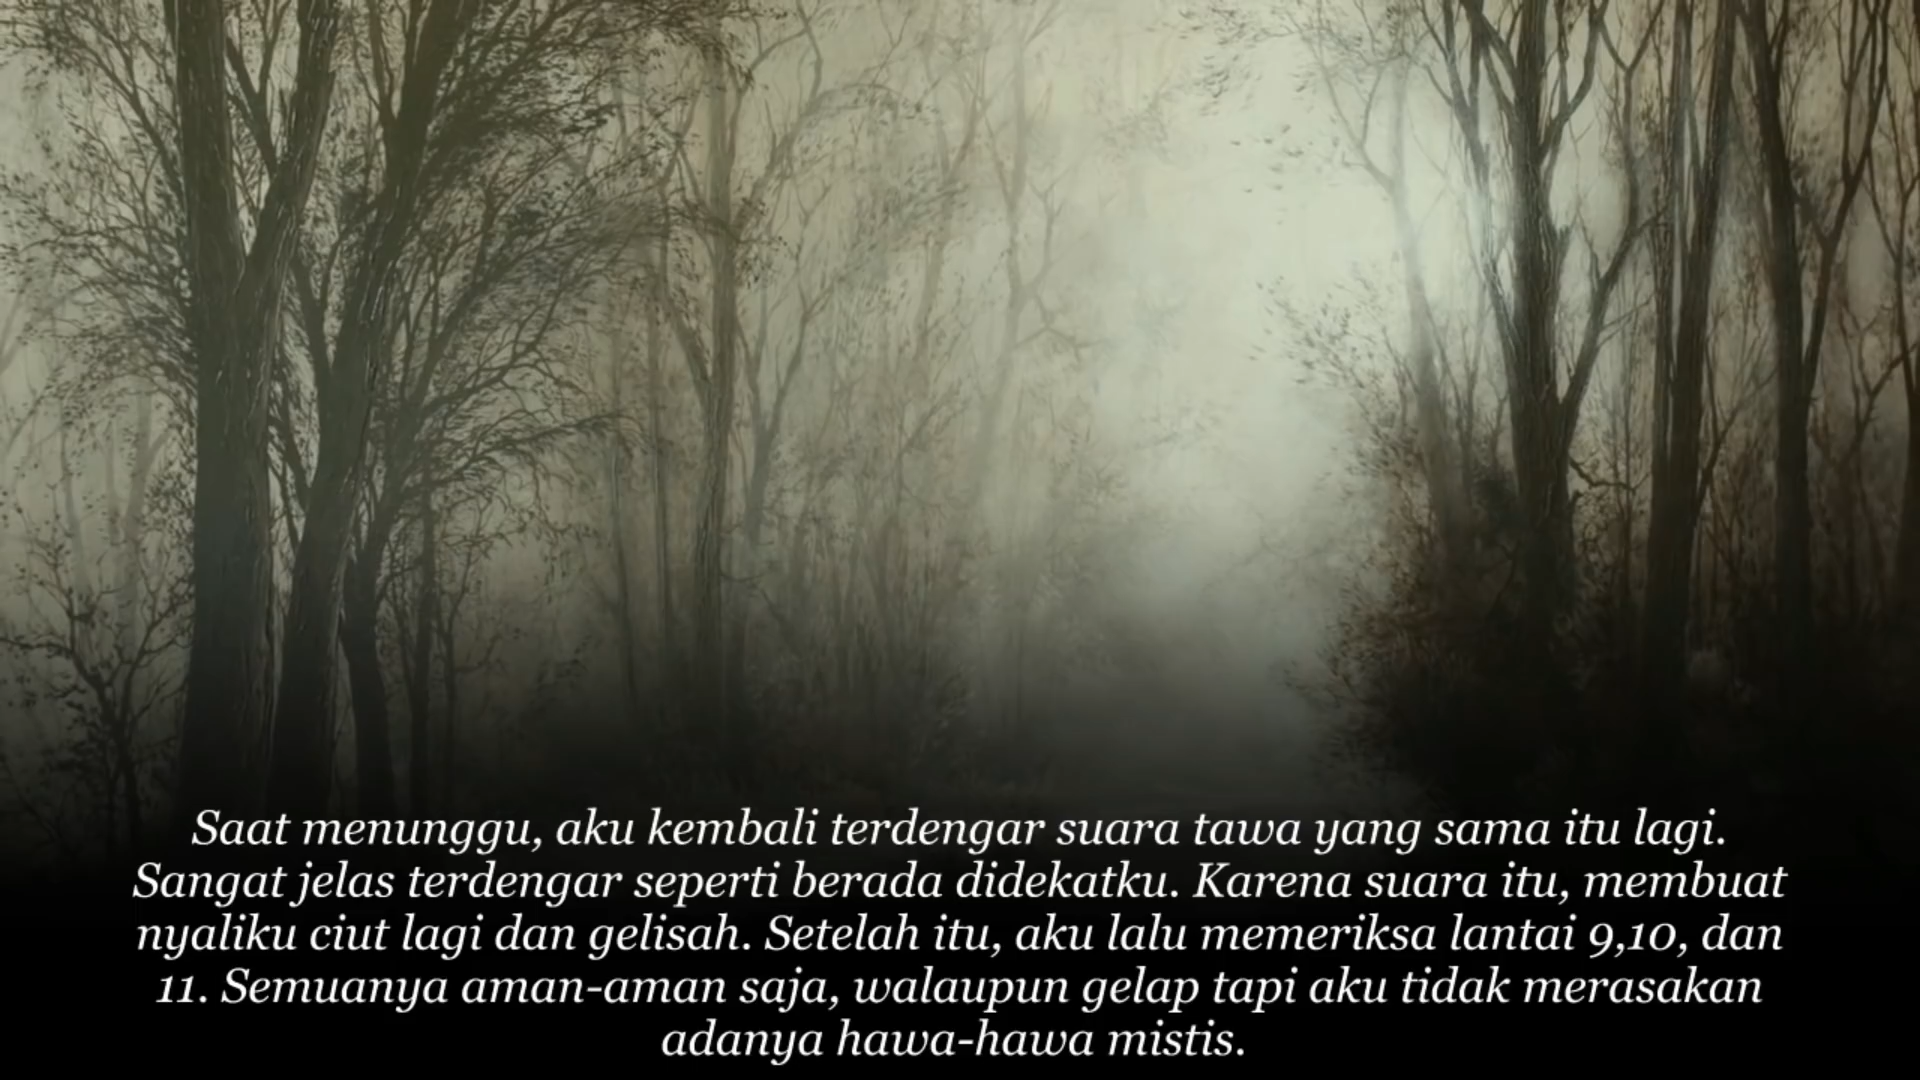 Saat menunggu, aku kembali terdengar suara tawa yang sama itu lagi.
Sangat jelas terdengar seperti berada didekatku. Karena suara itu, membuat
nyaliku ciut lagi dan gelisah. Setelah itu, aku lalu memeriksa lantai 9,10, dan
11. Semuanya aman-aman saja, walaupun gelap tapi aku tidak merasakan
adanya hawa-hawa mistis.